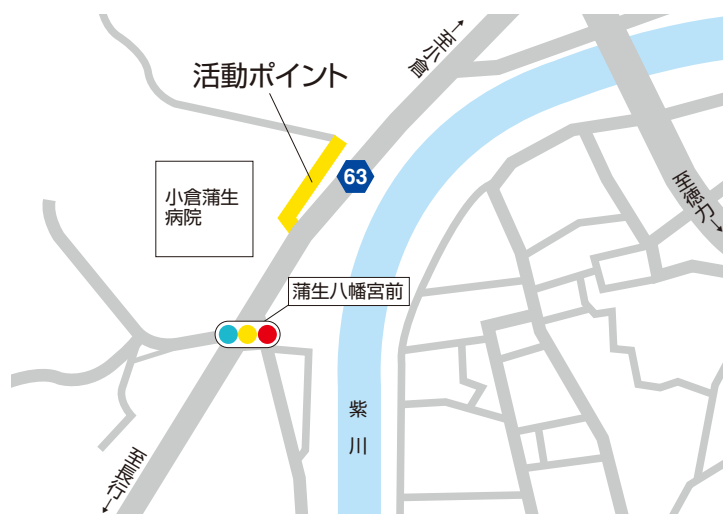 至小倉
活動ポイント
63
小倉蒲生
病院
至徳力
蒲生八幡宮前
紫川
至長行